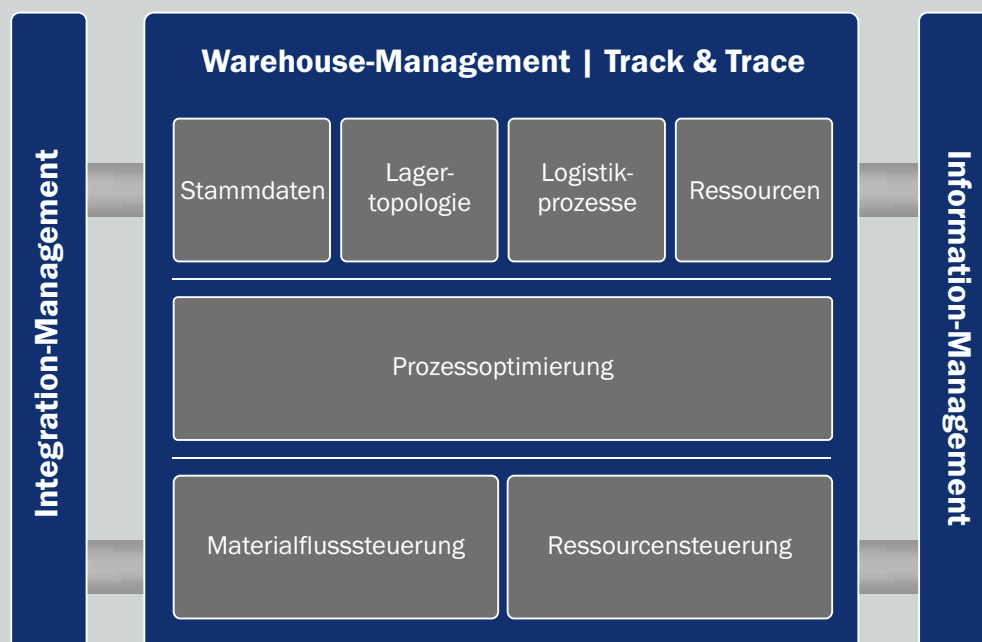 Warehouse-Management | Track & Trace
Integration-Management
Stammdaten
Lager-
topologie
Logistik-
prozesse
Ressourcen
Information-Management
Prozessoptimierung
Materialflusssteuerung
Ressourcensteuerung